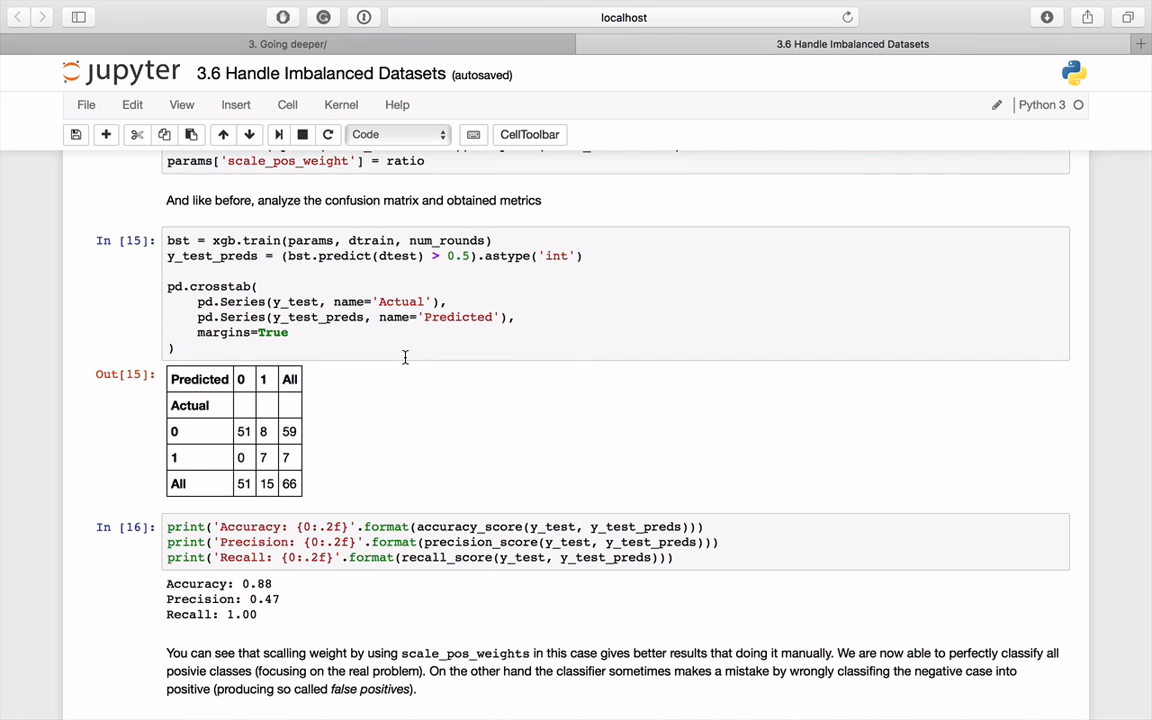 localhost
3. Going deeper/
3.6 Handle Imbalanced Datasets
jupyter 3.6 Handle Imbalanced Datasets (autosaved)
File Edit View Insert Cell Kernel Help Python 3
Code CellToolbar
params['scale_pos_weight'] = ratio
And like before, analyze the confusion matrix and obtained metrics
In [15]: bst = xgb.train(params, dtrain, num_rounds)
y_test_preds = (bst.predict(dtest) > 0.5).astype('int')
pd.crosstab(
pd.Series(y_test, name='Actual'),
pd.Series(y_test_preds, name='Predicted'),
margins=True
)
Out[15]: Predicted 0 1 All
Actual
0 51 8 59
1 0 7 7
All 51 15 66
In [16]: print('Accuracy: {0:.2f}'.format(accuracy_score(y_test, y_test_preds)))
print('Precision: {0:.2f}'.format(precision_score(y_test, y_test_preds)))
print('Recall: {0:.2f}'.format(recall_score(y_test, y_test_preds)))
Accuracy: 0.88
Precision: 0.47
Recall: 1.00
You can see that scalling weight by using scale_pos_weights in this case gives better results that doing it manually. We are now able to perfectly classify all
posivie classes (focusing on the real problem). On the other hand the classifier sometimes makes a mistake by wrongly classifing the negative case into
positive (producing so called false positives).